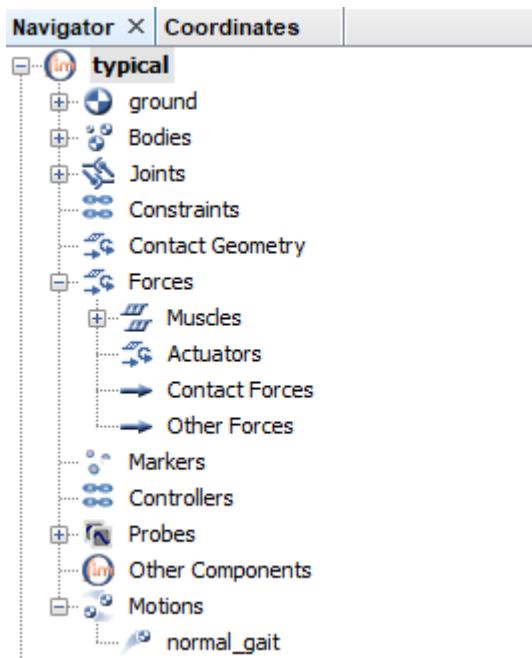 Navigator × Coordinates
typical
ground
Bodies
Joints
Constraints
Contact Geometry
Forces
Muscles
Actuators
Contact Forces
Other Forces
Markers
Controllers
Probes
Other Components
Motions
normal_gait